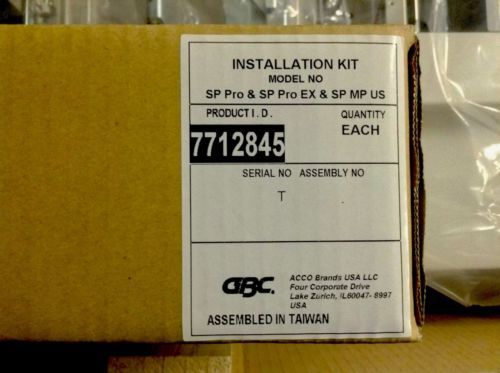 INSTALLATION KIT
MODEL NO
SP Pro & SP Pro EX & SP MP US
PRODUCT I. D. QUANTITY
7712845 EACH
SERIAL NO ASSEMBLY NO
T
GBC. ACCO Brands USA LLC
Four Corporate Drive
Lake Zurich, IL60047- 8997
USA
ASSEMBLED IN TAIWAN